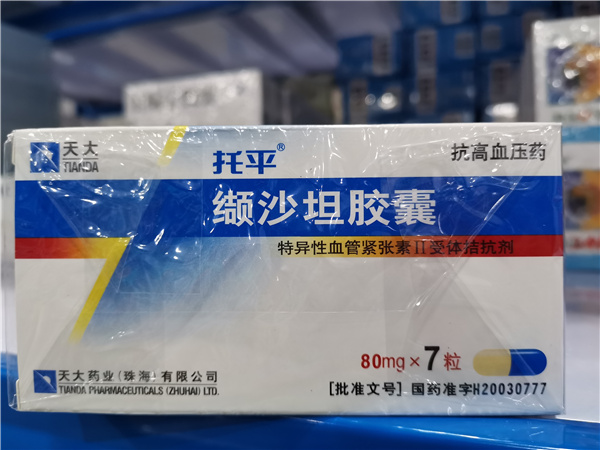 天大
TIANDA
托平®
抗高血压药
缬沙坦胶囊
特异性血管紧张素II受体拮抗剂
80mg×7粒
天大药业(珠海)有限公司
TIANDA PHARMACEUTICALS (ZHUHAI) LTD.
[批准文号] 国药准字H20030777